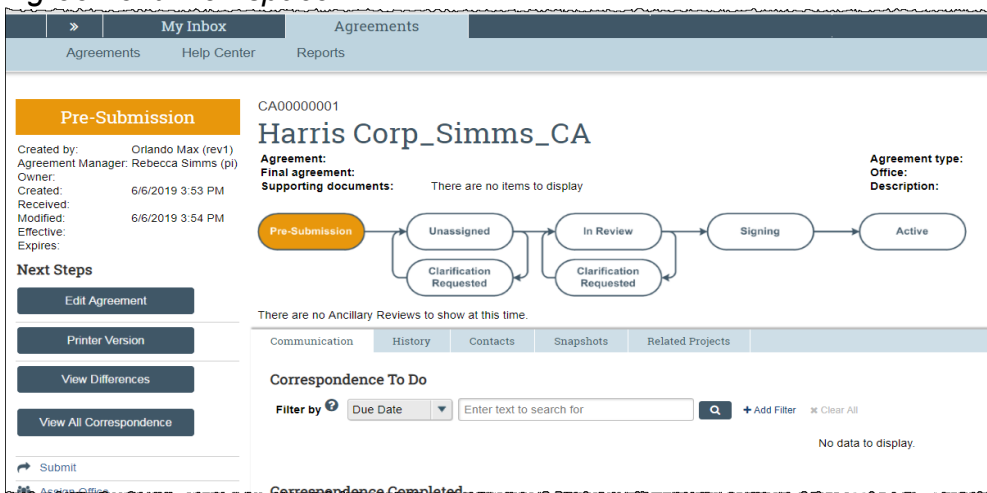 » My Inbox Agreements
Agreements Help Center Reports
Pre-Submission
Created by: Orlando Max (rev1)
Agreement Manager: Rebecca Simms (pi)
Owner:
Created: 6/6/2019 3:53 PM
Received:
Modified: 6/6/2019 3:54 PM
Effective:
Expires:
Next Steps
Edit Agreement
Printer Version
View Differences
View All Correspondence
Submit
Assign Office
CA00000001
Harris Corp_Simms_CA
Agreement:
Final agreement:
Supporting documents: There are no items to display
Agreement type:
Office:
Description:
Pre-Submission
Unassigned
In Review
Signing
Active
Clarification
Requested
Clarification
Requested
There are no Ancillary Reviews to show at this time.
Communication History Contacts Snapshots Related Projects
Correspondence To Do
Filter by ? Due Date Enter text to search for + Add Filter × Clear All
No data to display.
Correspondence Completed